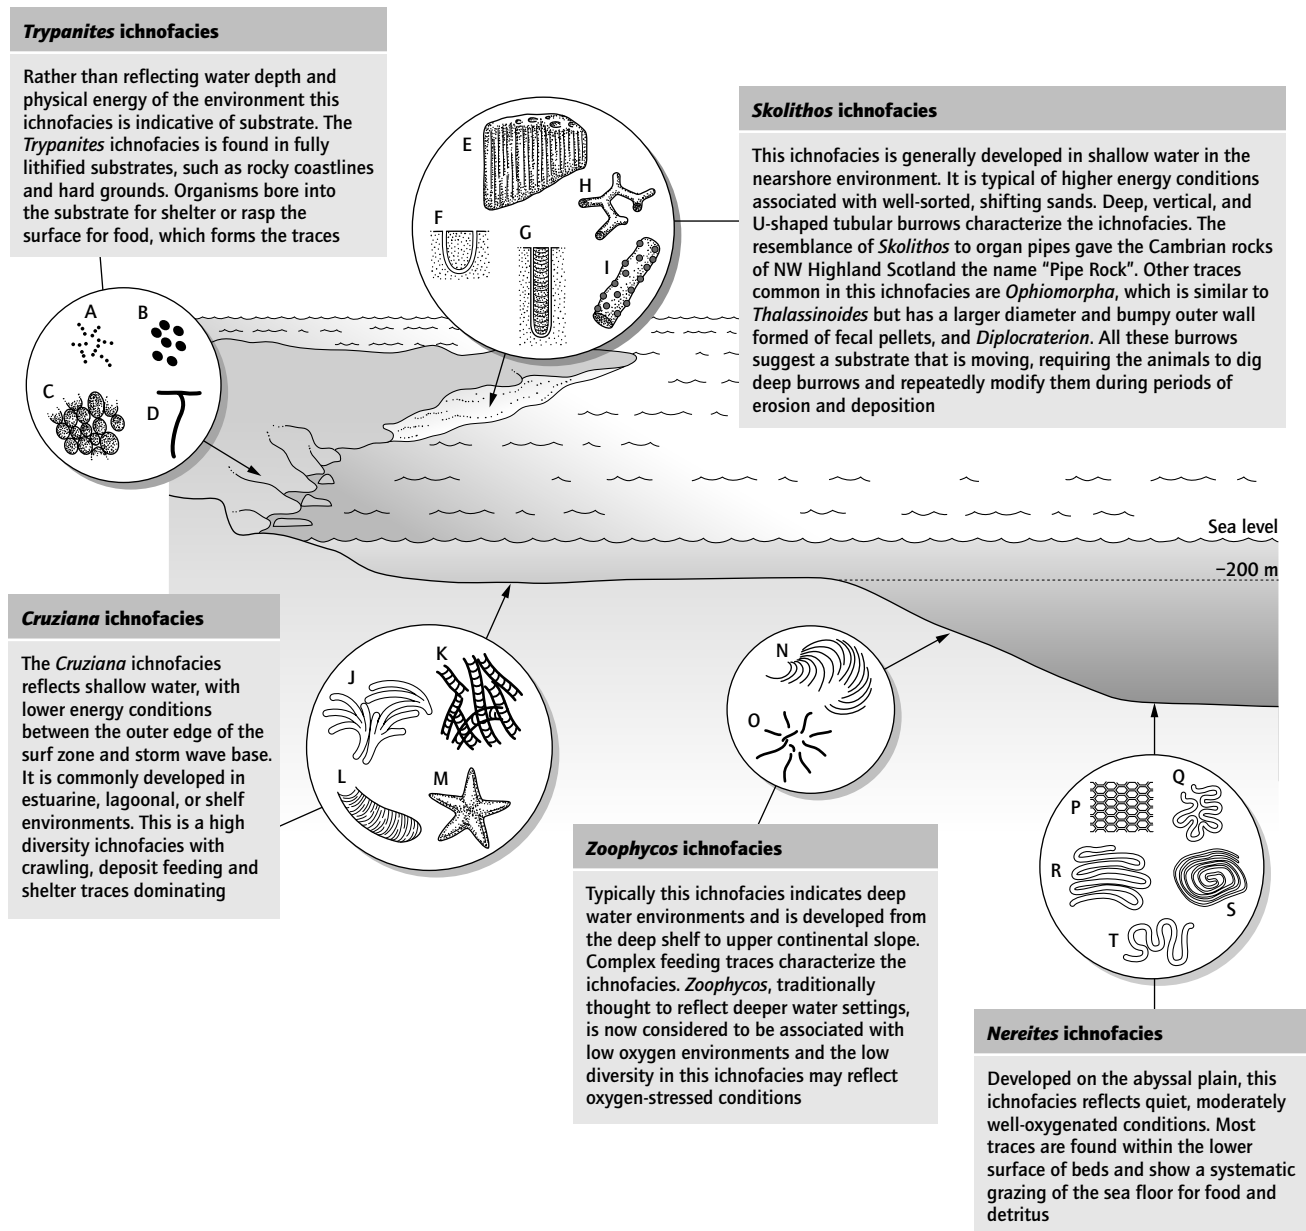 Trypanites ichnofacies
Rather than reflecting water depth and
physical energy of the environment this
ichnofacies is indicative of substrate. The
Trypanites ichnofacies is found in fully
lithified substrates, such as rocky coastlines
and hard grounds. Organisms bore into
the substrate for shelter or rasp the
surface for food, which forms the traces
A
B
C
D
E
F
G
H
I
Skolithos ichnofacies
This ichnofacies is generally developed in shallow water in the
nearshore environment. It is typical of higher energy conditions
associated with well-sorted, shifting sands. Deep, vertical, and
U-shaped tubular burrows characterize the ichnofacies. The
resemblance of Skolithos to organ pipes gave the Cambrian rocks
of NW Highland Scotland the name “Pipe Rock”. Other traces
common in this ichnofacies are Ophiomorpha, which is similar to
Thalassinoides but has a larger diameter and bumpy outer wall
formed of fecal pellets, and Diplocraterion. All these burrows
suggest a substrate that is moving, requiring the animals to dig
deep burrows and repeatedly modify them during periods of
erosion and deposition
Sea level
–200 m
Cruziana ichnofacies
The Cruziana ichnofacies
reflects shallow water, with
lower energy conditions
between the outer edge of the
surf zone and storm wave base.
It is commonly developed in
estuarine, lagoonal, or shelf
environments. This is a high
diversity ichnofacies with
crawling, deposit feeding and
shelter traces dominating
J
K
L
M
N
O
Zoophycos ichnofacies
Typically this ichnofacies indicates deep
water environments and is developed from
the deep shelf to upper continental slope.
Complex feeding traces characterize the
ichnofacies. Zoophycos, traditionally
thought to reflect deeper water settings,
is now considered to be associated with
low oxygen environments and the low
diversity in this ichnofacies may reflect
oxygen-stressed conditions
P
Q
R
S
T
Nereites ichnofacies
Developed on the abyssal plain, this
ichnofacies reflects quiet, moderately
well-oxygenated conditions. Most
traces are found within the lower
surface of beds and show a systematic
grazing of the sea floor for food and
detritus